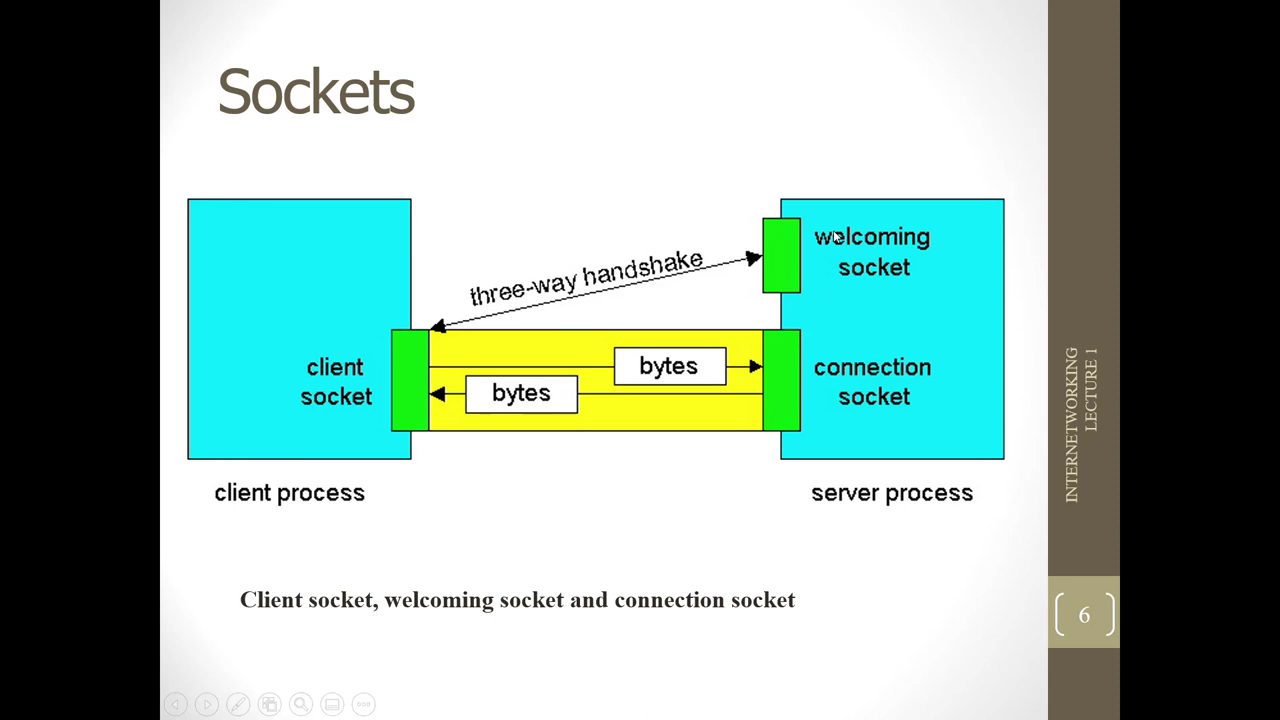 Sockets
welcoming
socket
three-way handshake
client
socket
bytes
bytes
connection
socket
client process
server process
Client socket, welcoming socket and connection socket
INTERNETWORKING
LECTURE 1
6